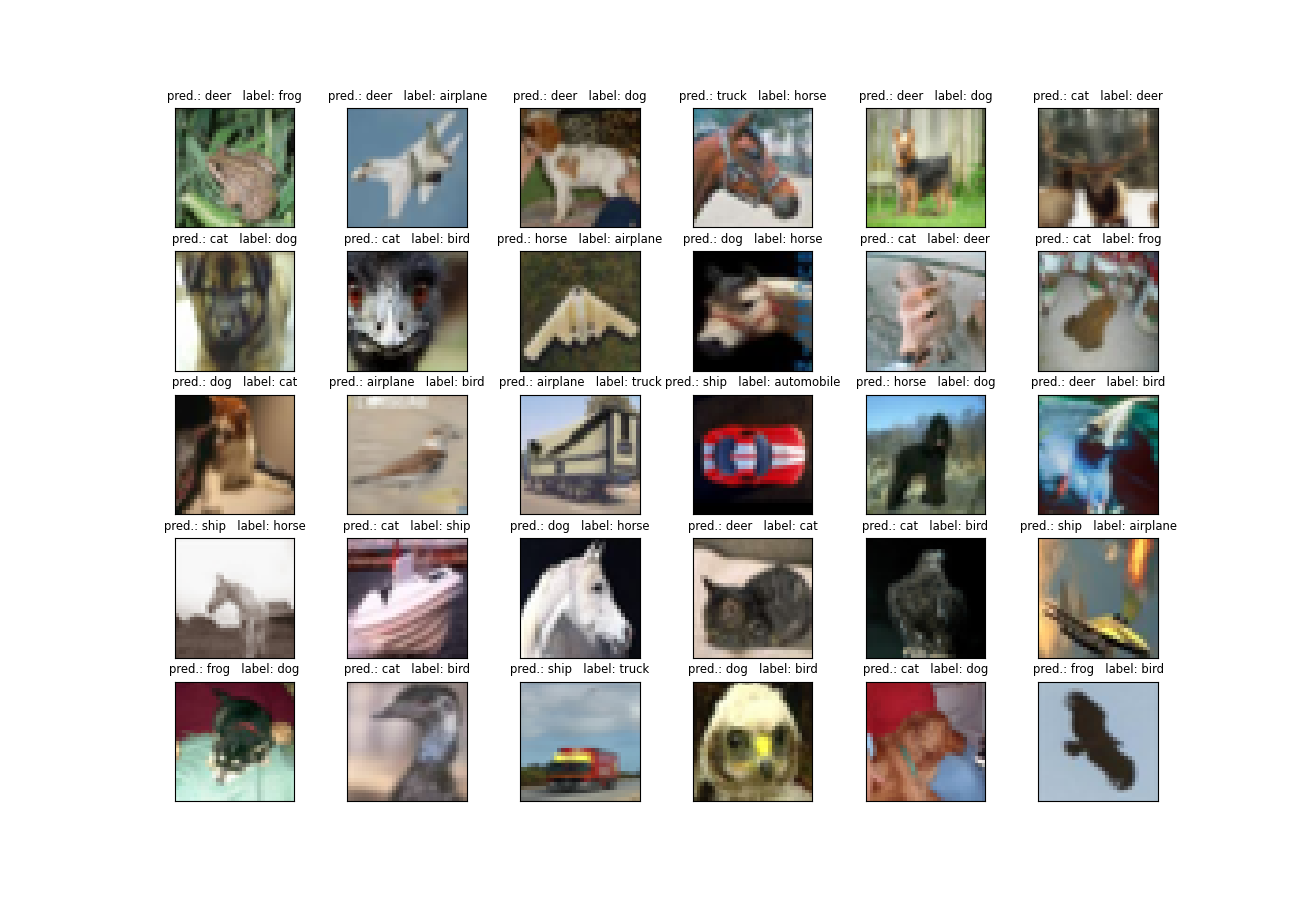 pred.: deer   label: frog
pred.: deer   label: airplane
pred.: deer   label: dog
pred.: truck   label: horse
pred.: deer   label: dog
pred.: cat   label: deer
pred.: cat   label: dog
pred.: cat   label: bird
pred.: horse   label: airplane
pred.: dog   label: horse
pred.: cat   label: deer
pred.: cat   label: frog
pred.: dog   label: cat
pred.: airplane   label: bird
pred.: airplane   label: truck
pred.: ship   label: automobile
pred.: horse   label: dog
pred.: deer   label: bird
pred.: ship   label: horse
pred.: cat   label: ship
pred.: dog   label: horse
pred.: deer   label: cat
pred.: cat   label: bird
pred.: ship   label: airplane
pred.: frog   label: dog
pred.: cat   label: bird
pred.: ship   label: truck
pred.: dog   label: bird
pred.: cat   label: dog
pred.: frog   label: bird